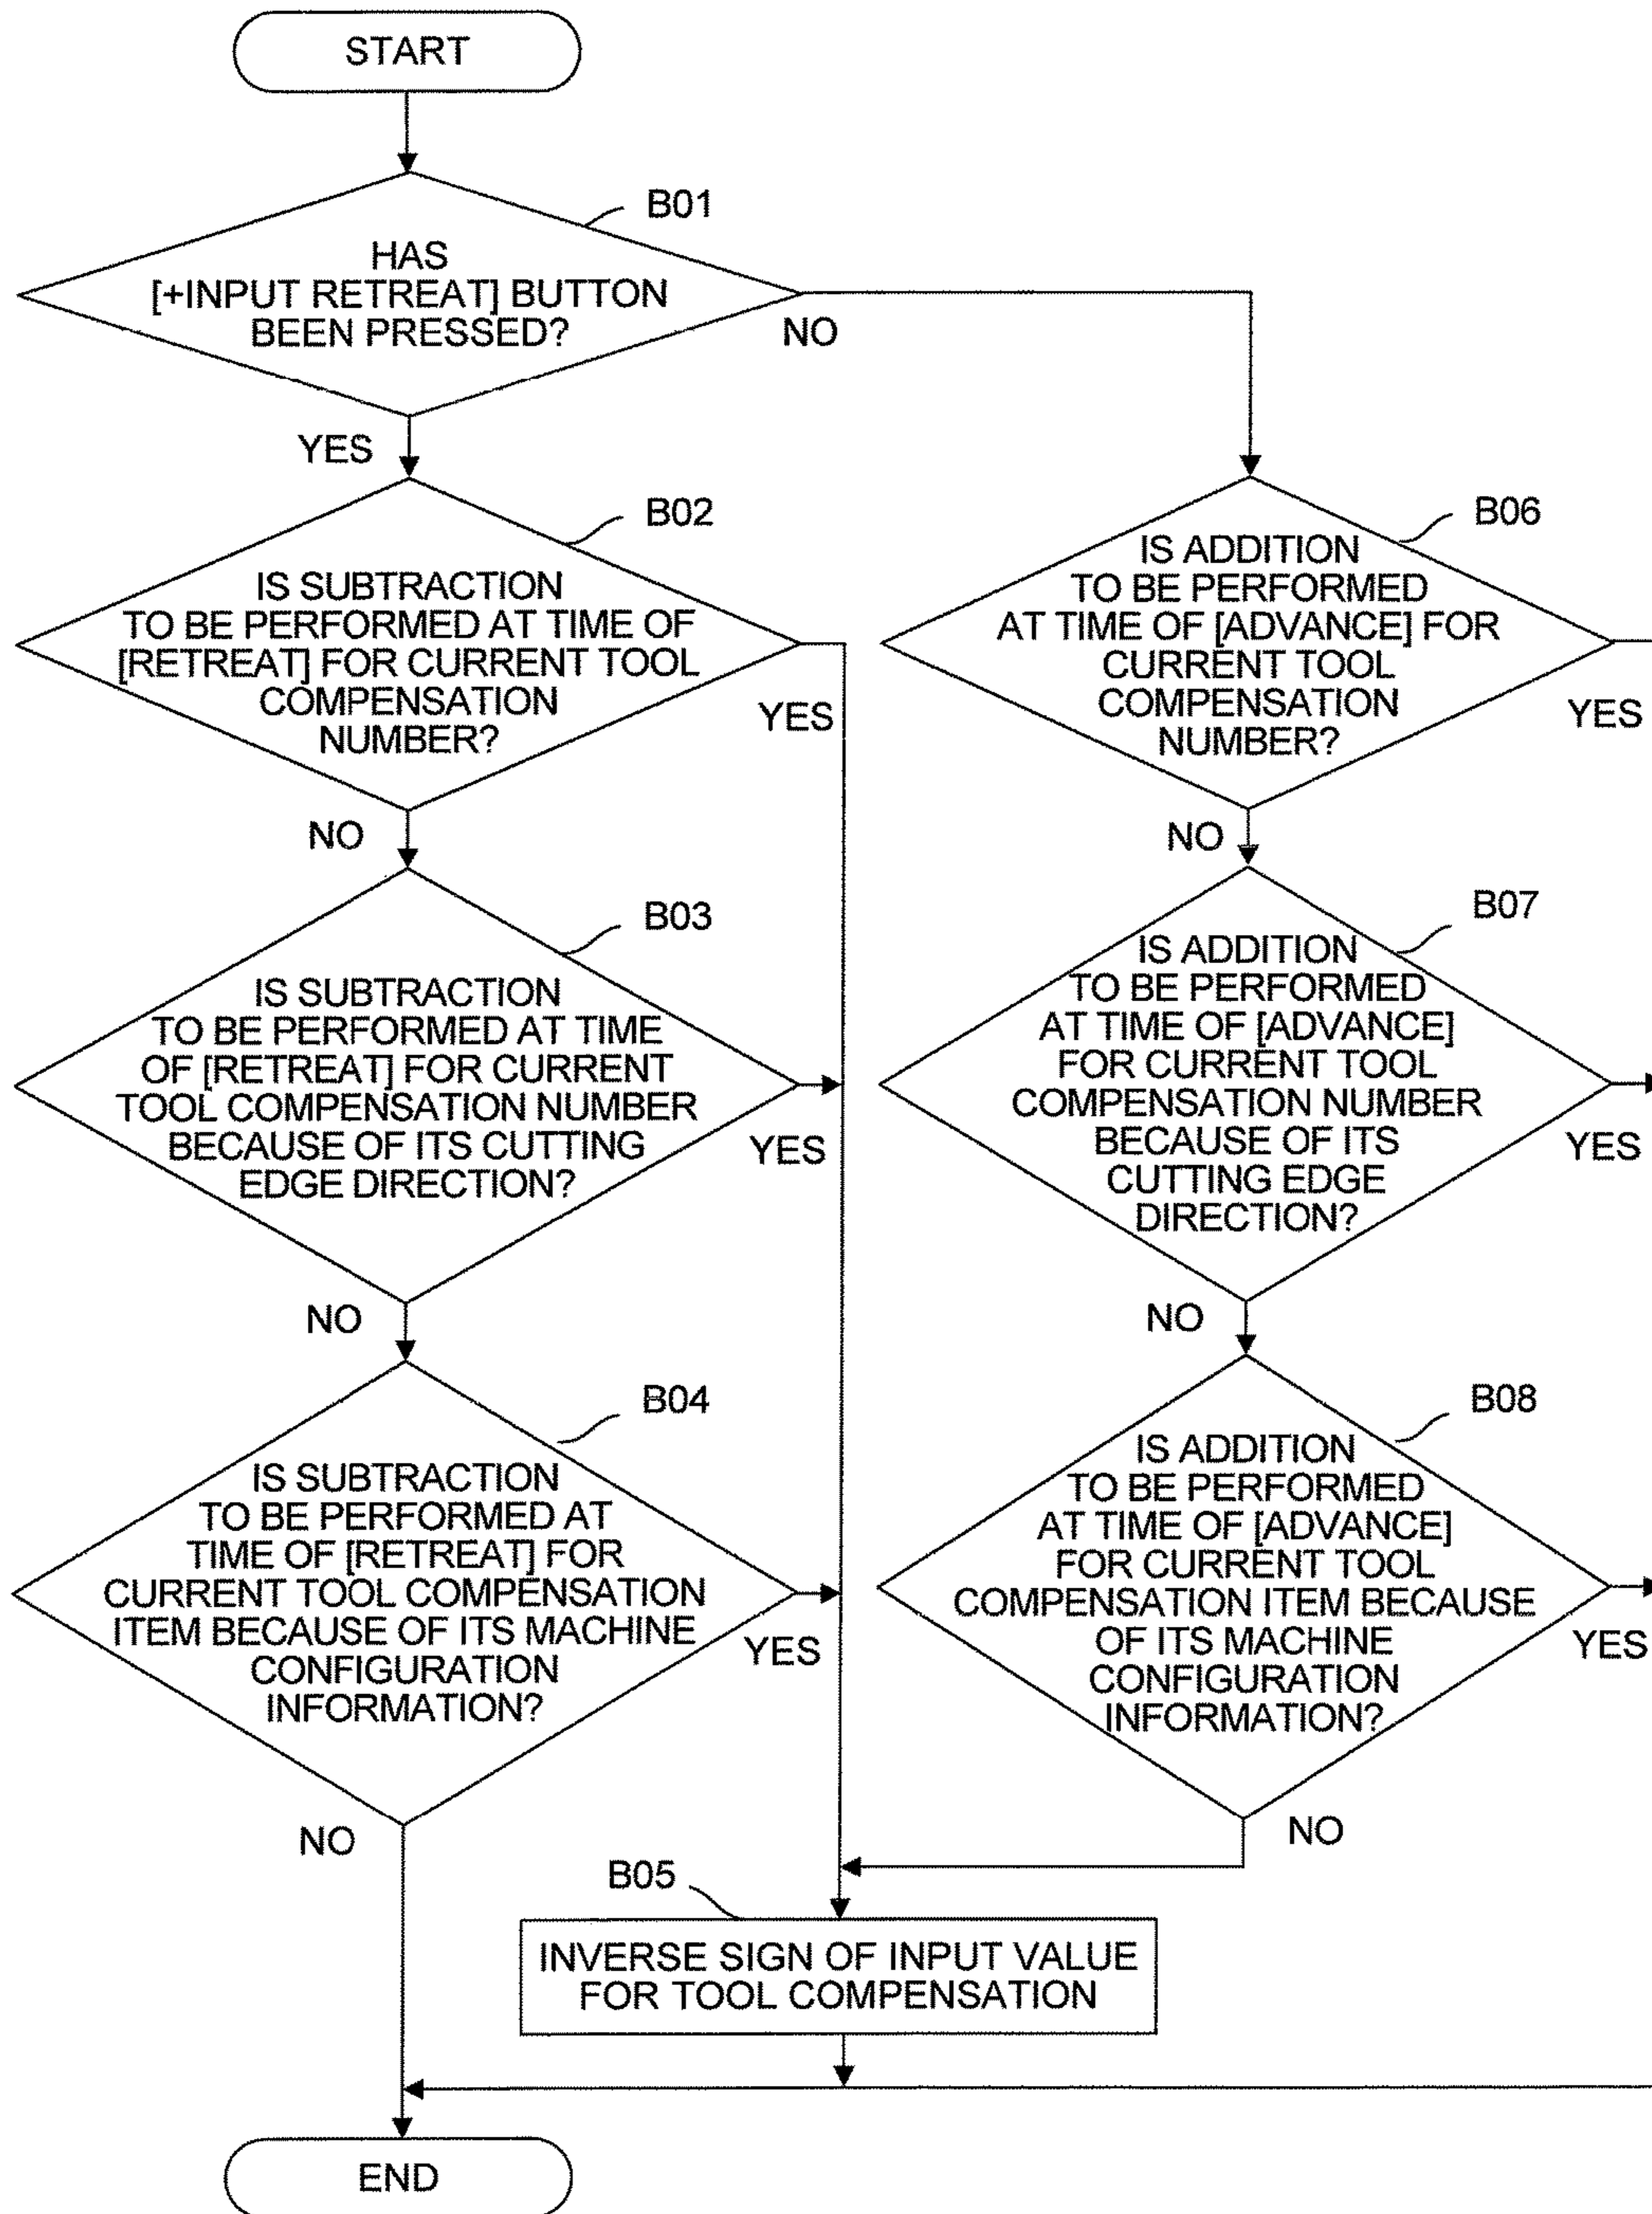 START
B01
HAS
[+INPUT RETREAT] BUTTON
BEEN PRESSED?
NO
YES
B02
IS SUBTRACTION
TO BE PERFORMED AT TIME OF
[RETREAT] FOR CURRENT TOOL
COMPENSATION
NUMBER?
YES
NO
B06
IS ADDITION
TO BE PERFORMED
AT TIME OF [ADVANCE] FOR
CURRENT TOOL
COMPENSATION
NUMBER?
YES
NO
B03
IS SUBTRACTION
TO BE PERFORMED AT TIME
OF [RETREAT] FOR CURRENT
TOOL COMPENSATION NUMBER
BECAUSE OF ITS CUTTING
EDGE DIRECTION?
YES
NO
B07
IS ADDITION
TO BE PERFORMED
AT TIME OF [ADVANCE]
FOR CURRENT TOOL
COMPENSATION NUMBER
BECAUSE OF ITS
CUTTING EDGE
DIRECTION?
YES
NO
B04
IS SUBTRACTION
TO BE PERFORMED AT
TIME OF [RETREAT] FOR
CURRENT TOOL COMPENSATION
ITEM BECAUSE OF ITS MACHINE
CONFIGURATION
INFORMATION?
YES
NO
B08
IS ADDITION
TO BE PERFORMED
AT TIME OF [ADVANCE]
FOR CURRENT TOOL
COMPENSATION ITEM BECAUSE
OF ITS MACHINE
CONFIGURATION
INFORMATION?
YES
NO
B05
INVERSE SIGN OF INPUT VALUE
FOR TOOL COMPENSATION
END